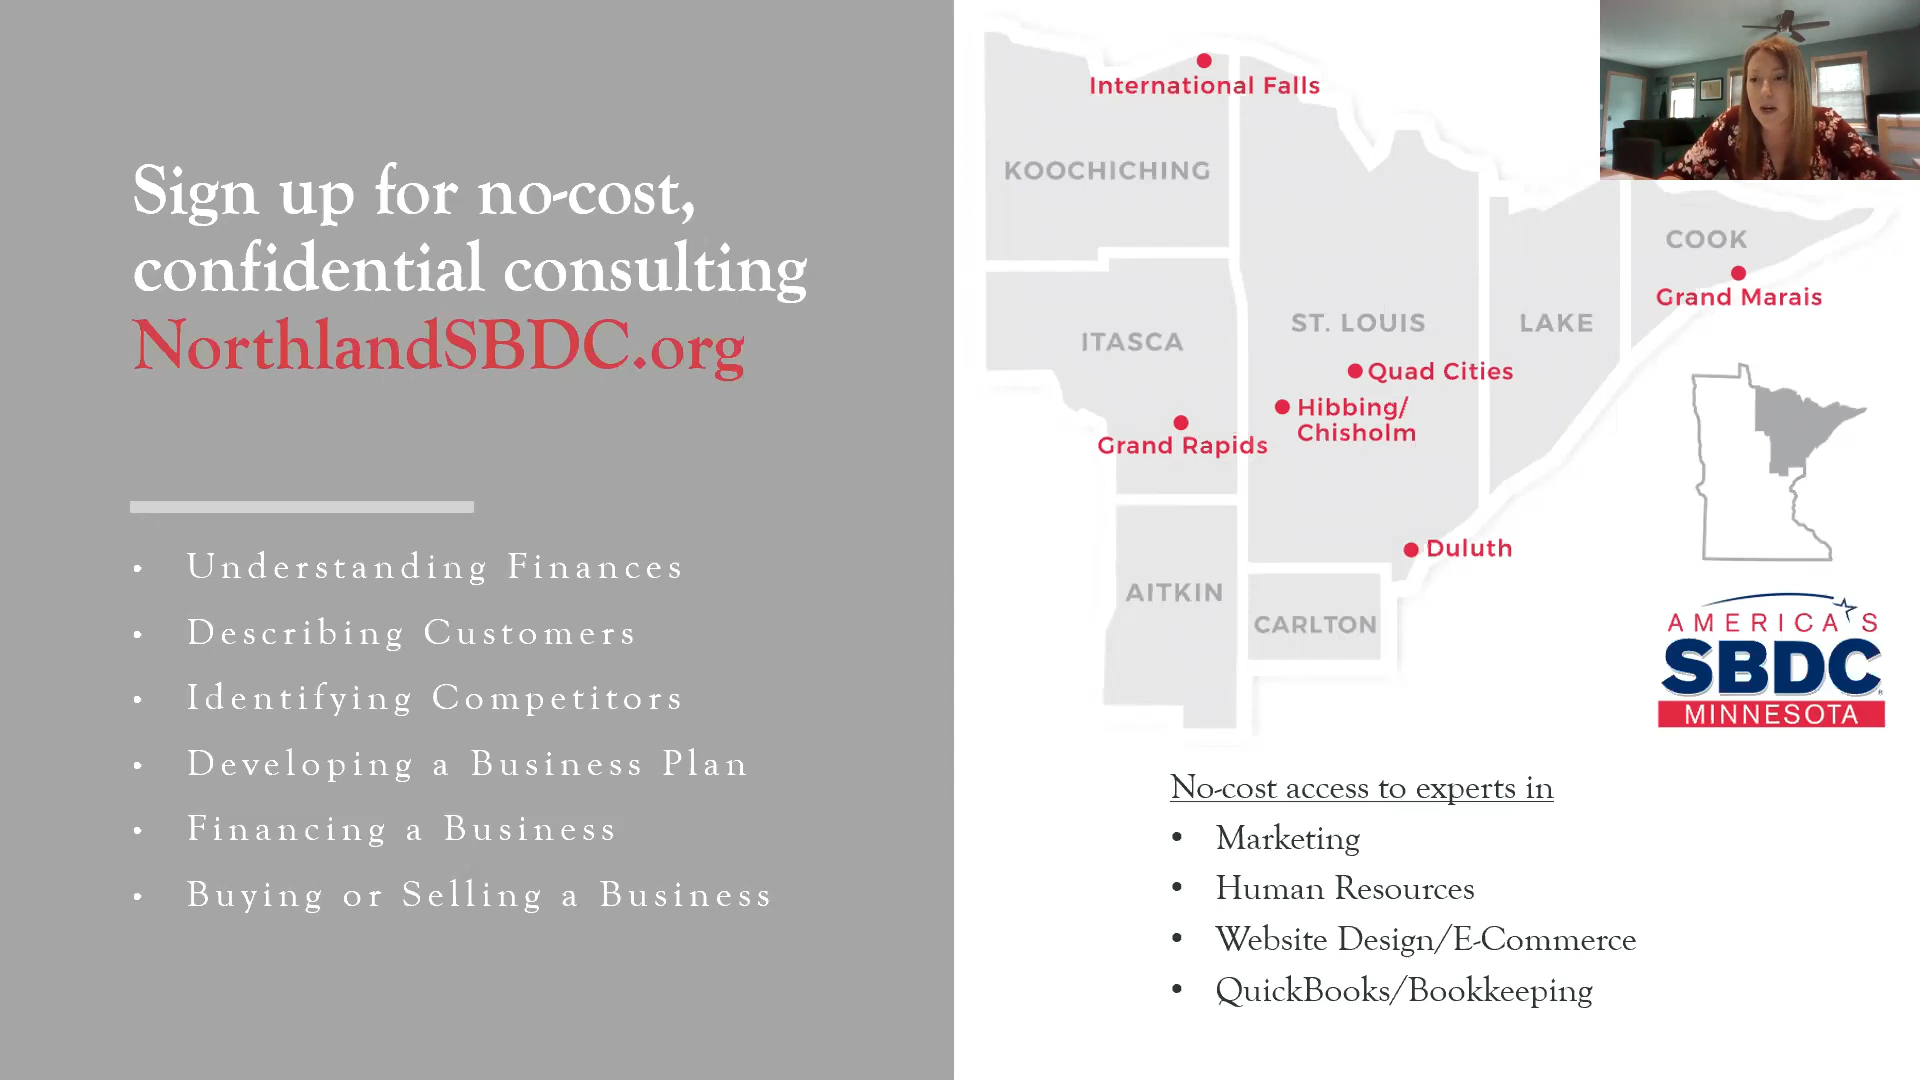 Sign up for no-cost,
confidential consulting
NorthlandSBDC.org
• Understanding Finances
• Describing Customers
• Identifying Competitors
• Developing a Business Plan
• Financing a Business
• Buying or Selling a Business
International Falls
KOOCHICHING
COOK
Grand Marais
ITASCA
ST. LOUIS
LAKE
Quad Cities
Hibbing/
Chisholm
Grand Rapids
Duluth
AITKIN
CARLTON
AMERICA'S
SBDC®
MINNESOTA
No-cost access to experts in
• Marketing
• Human Resources
• Website Design/E-Commerce
• QuickBooks/Bookkeeping